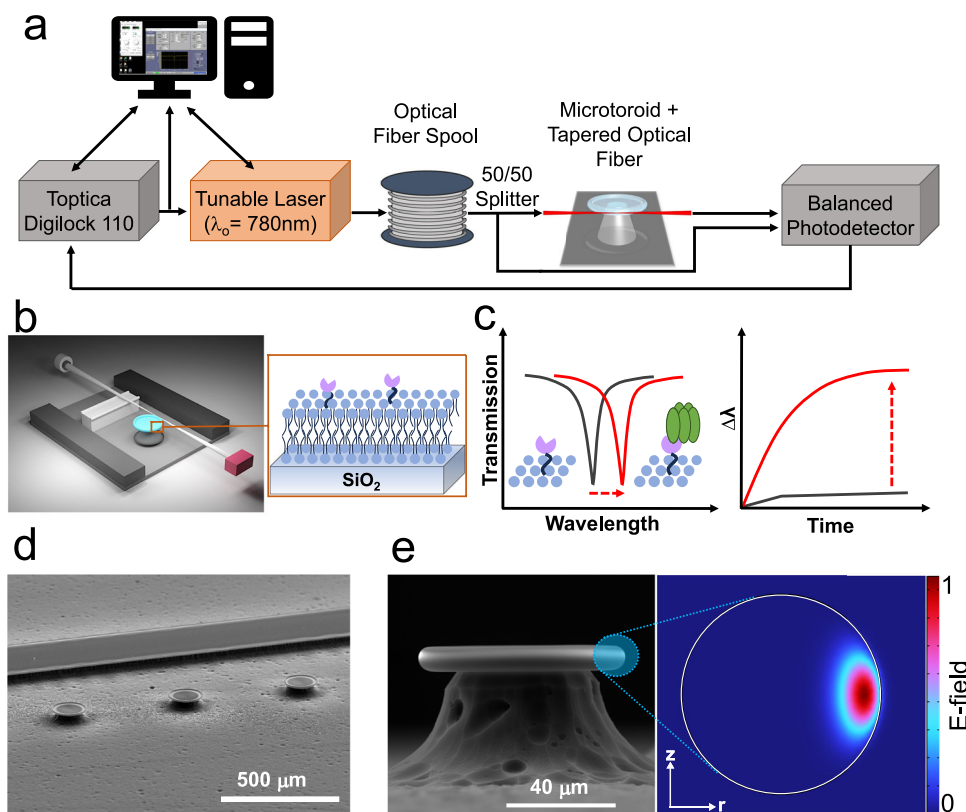 a
Optical
Fiber Spool
Microtoroid +
Tapered Optical
Fiber
50/50
Splitter
Toptica
Digilock 110
Tunable Laser
(λo= 780nm)
Balanced
Photodetector
b
SiO2
c
Transmission
Wavelength
Δλ
Time
d
500 µm
e
40 µm
z
r
1
E-field
0